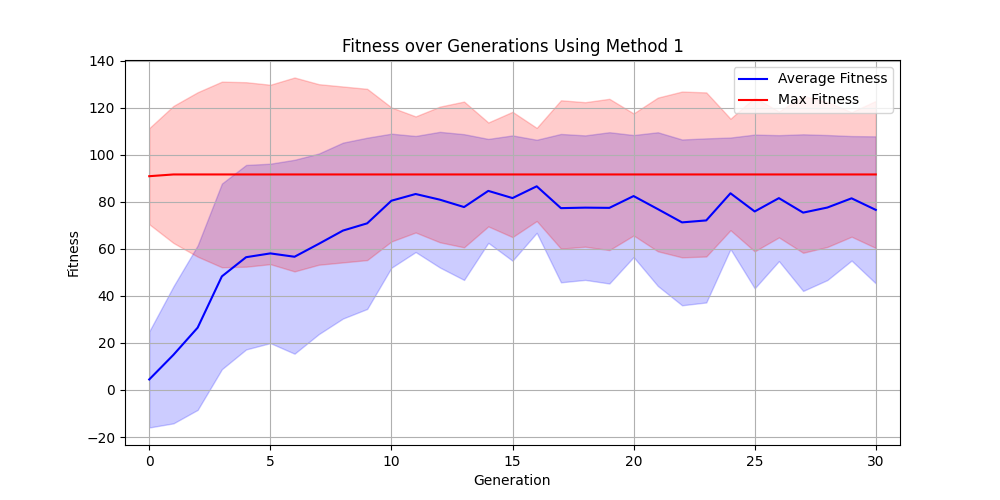 Fitness over Generations Using Method 1
140
120
100
80
60
40
20
0
−20
Fitness
Average Fitness
Max Fitness
0 5 10 15 20 25 30
Generation